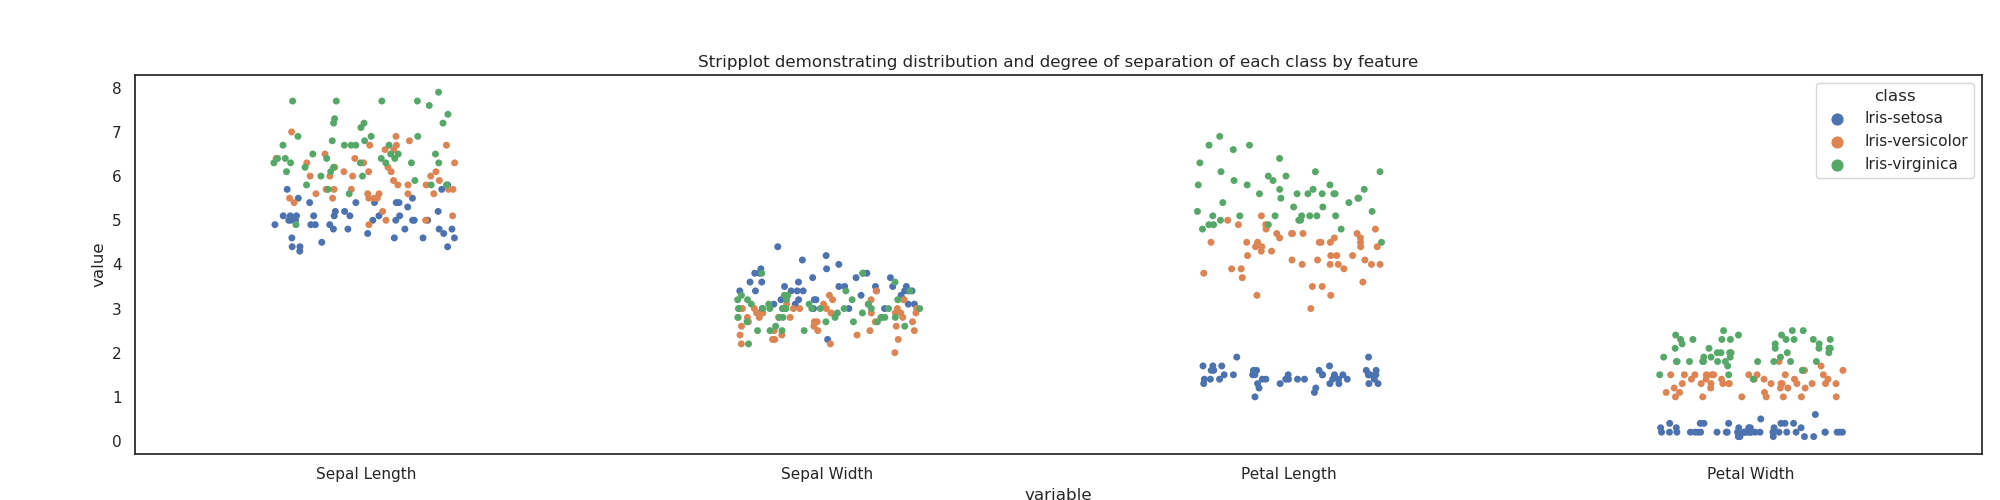 Stripplot demonstrating distribution and degree of separation of each class by feature
value
8
7
6
5
4
3
2
1
0
class
Iris-setosa
Iris-versicolor
Iris-virginica
Sepal Length
Sepal Width
Petal Length
Petal Width
variable